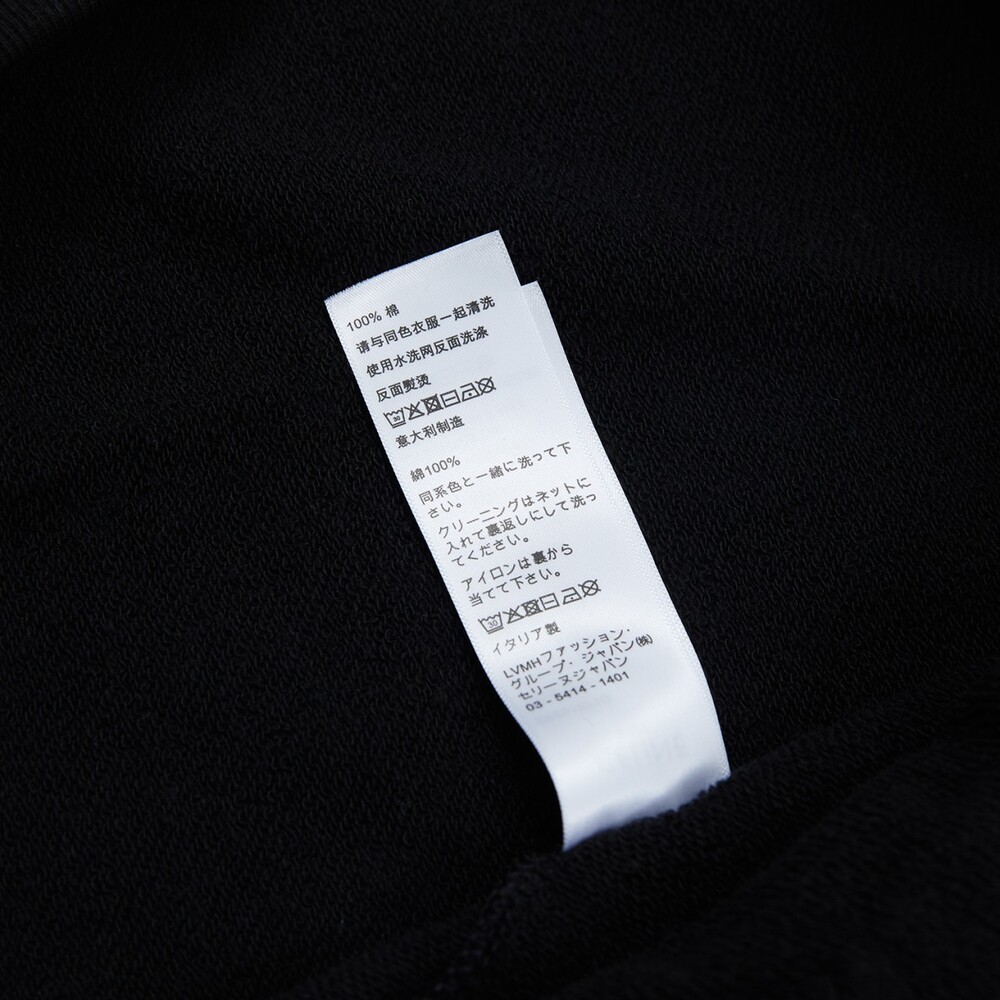 100% 棉
请与同色衣服一起清洗
使用水洗网反面洗涤
反面熨烫
30
意大利制造
綿100%
同系色と一緒に洗って下
さい。
クリーニングはネットに
入れて裏返しにして洗っ
てください。
アイロンは裏から
当てて下さい。
30
イタリア製
LVMHファッション・
グループ・ジャパン㈱
セリーヌジャパン
03-5414-1401